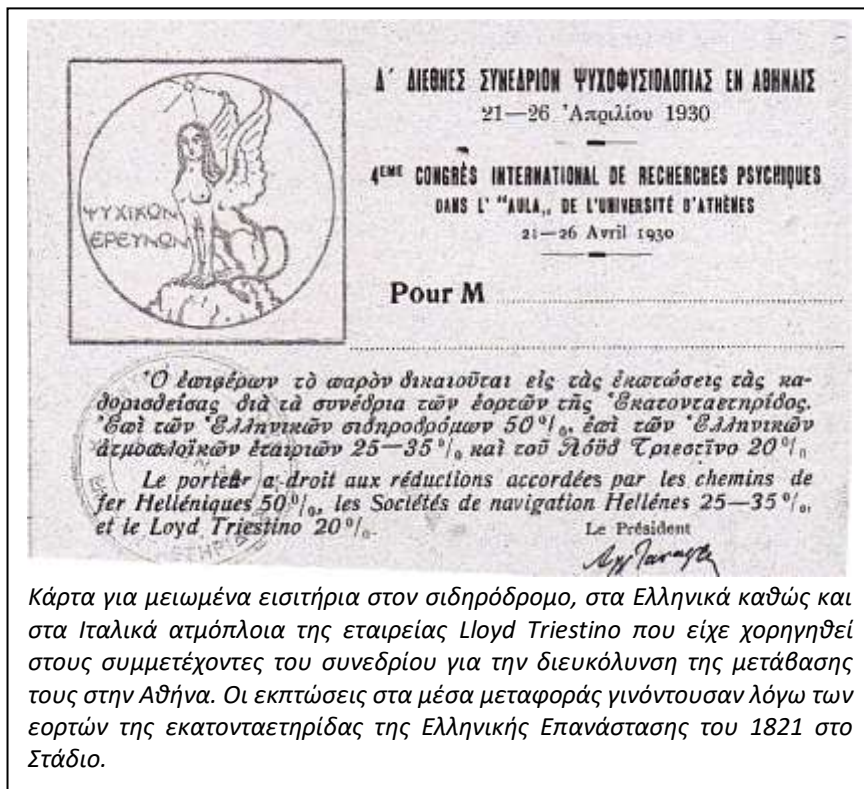 ΨΥΧΙΚΩΝ
ΕΡΕΥΝΩΝ
Δ΄ ΔΙΕΘΝΕΣ ΣΥΝΕΔΡΙΟΝ ΨΥΧΟΦΥΣΙΟΛΟΓΙΑΣ ΕΝ ΑΘΗΝΑΙΣ
21—26 Ἀπριλίου 1930
4ΕΜΕ CONGRÈS INTERNATIONAL DE RECHERCHES PSYCHIQUES
DANS L' "AULA„ DE L'UNIVERSITÉ D'ATHÈNES
21—26 Avril 1930
Pour M
Ὁ ἐπιφέρων τὸ παρὸν δικαιοῦται εἰς τὰς ἐκπτώσεις τὰς κα-
θορισθείσας διὰ τὰ συνέδρια τῶν ἑορτῶν τῆς Ἑκατονταετηρίδος.
Ἐπὶ τῶν Ἑλληνικῶν σιδηροδρόμων 50 %, ἐπὶ τῶν Ἑλληνικῶν
ἀτμοπλοϊκῶν ἑταιριῶν 25—35 % καὶ τοῦ Λόϋδ Τριεστῖνο 20 %
Le porteur a droit aux réductions accordées par les chemins de
fer Helléniques 50 %, les Sociétés de navigation Hellénes 25—35 %,
et le Loyd Triestino 20 %.
Le Président
Κάρτα για μειωμένα εισιτήρια στον σιδηρόδρομο, στα Ελληνικά καθώς και
στα Ιταλικά ατμόπλοια της εταιρείας Lloyd Triestino που είχε χορηγηθεί
στους συμμετέχοντες του συνεδρίου για την διευκόλυνση της μετάβασης
τους στην Αθήνα. Οι εκπτώσεις στα μέσα μεταφοράς γινόντουσαν λόγω των
εορτών της εκατονταετηρίδας της Ελληνικής Επανάστασης του 1821 στο
Στάδιο.